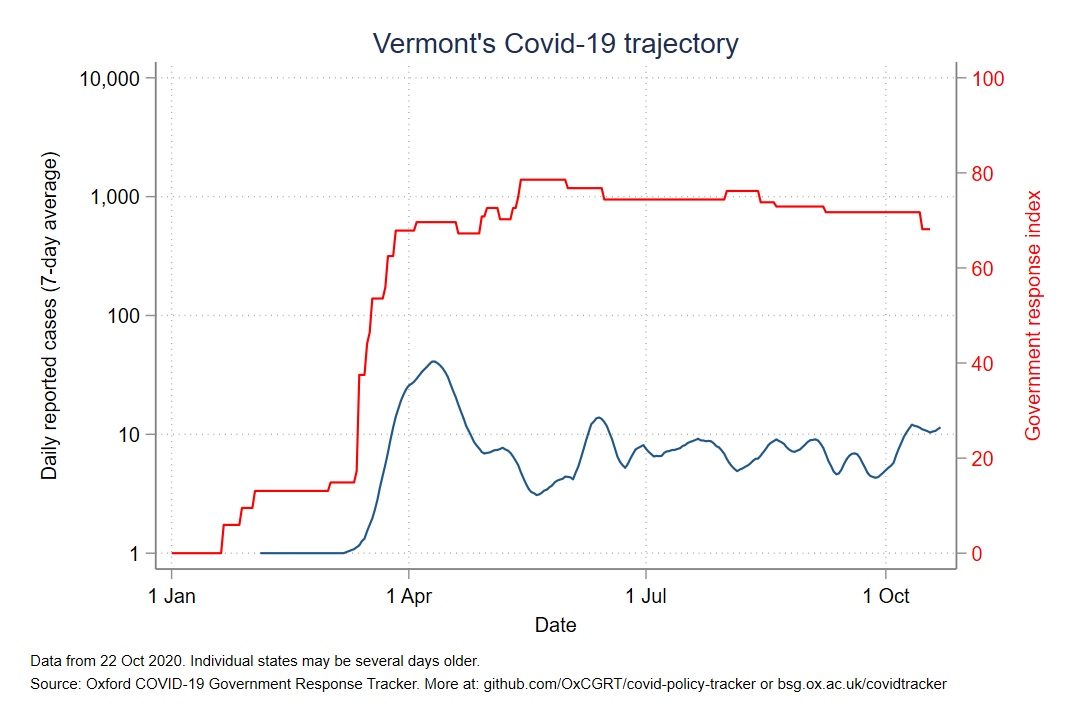 Vermont's Covid-19 trajectory
10,000
1,000
100
10
1
Daily reported cases (7-day average)
100
80
60
40
20
0
Government response index
1 Jan
1 Apr
1 Jul
1 Oct
Date
Data from 22 Oct 2020. Individual states may be several days older.
Source: Oxford COVID-19 Government Response Tracker. More at: github.com/OxCGRT/covid-policy-tracker or bsg.ox.ac.uk/covidtracker